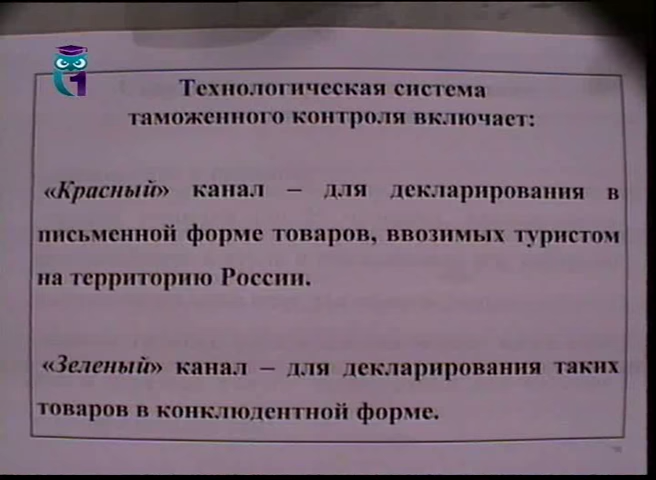 1
Технологическая система
таможенного контроля включает:
«Красный» канал – для декларирования в
письменной форме товаров, ввозимых туристом
на территорию России.
«Зеленый» канал – для декларирования таких
товаров в конклюдентной форме.